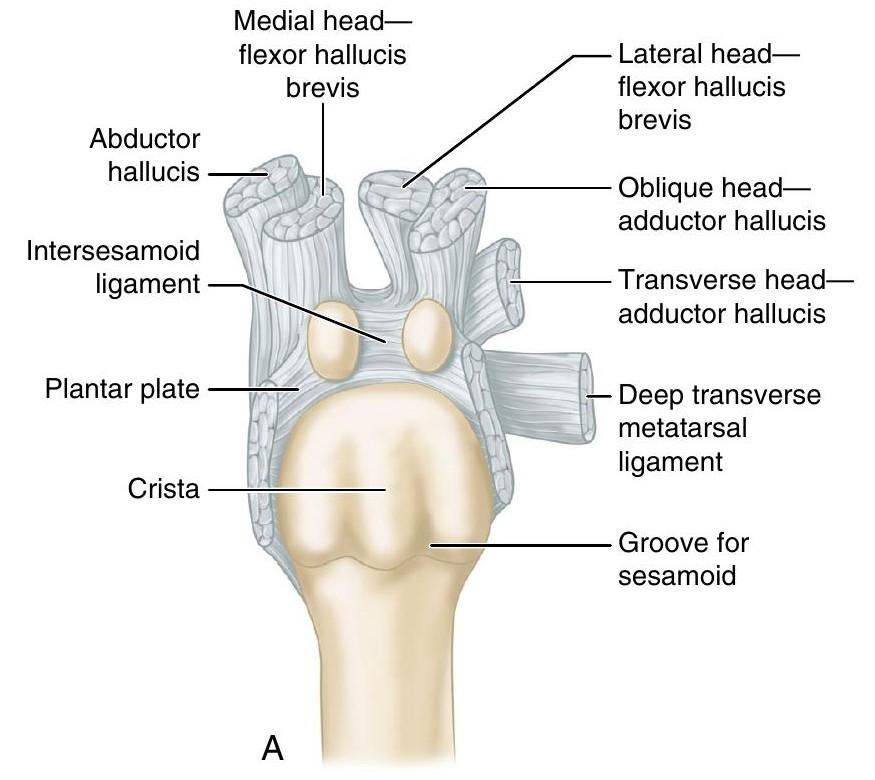 Medial head—
flexor hallucis
brevis
Lateral head—
flexor hallucis
brevis
Abductor
hallucis
Oblique head—
adductor hallucis
Intersesamoid
ligament
Transverse head—
adductor hallucis
Plantar plate
Deep transverse
metatarsal
ligament
Crista
Groove for
sesamoid
A